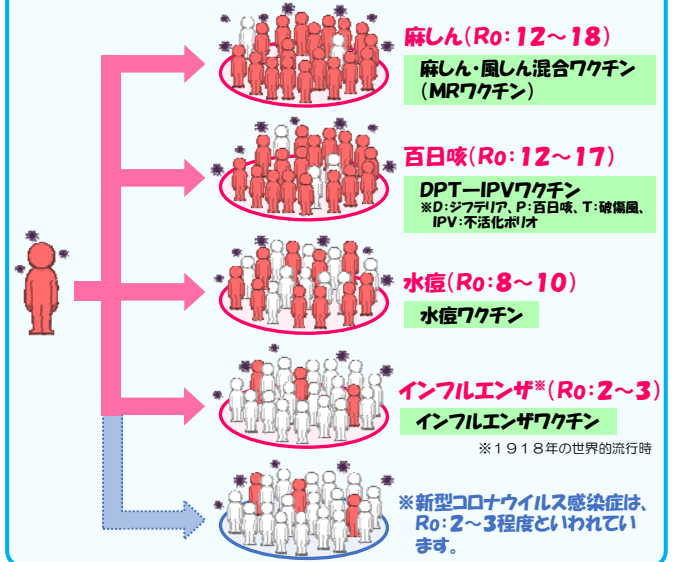 麻しん(Ro:12～18)
麻しん・風しん混合ワクチン
(MRワクチン)
百日咳(Ro:12～17)
DPT－IPVワクチン
※D:ジフテリア、P:百日咳、T:破傷風、
IPV:不活化ポリオ
水痘(Ro:8～10)
水痘ワクチン
インフルエンザ※(Ro:2～3)
インフルエンザワクチン
※１９１８年の世界的流行時
※新型コロナウイルス感染症は、
Ro:2～3程度といわれてい
ます。